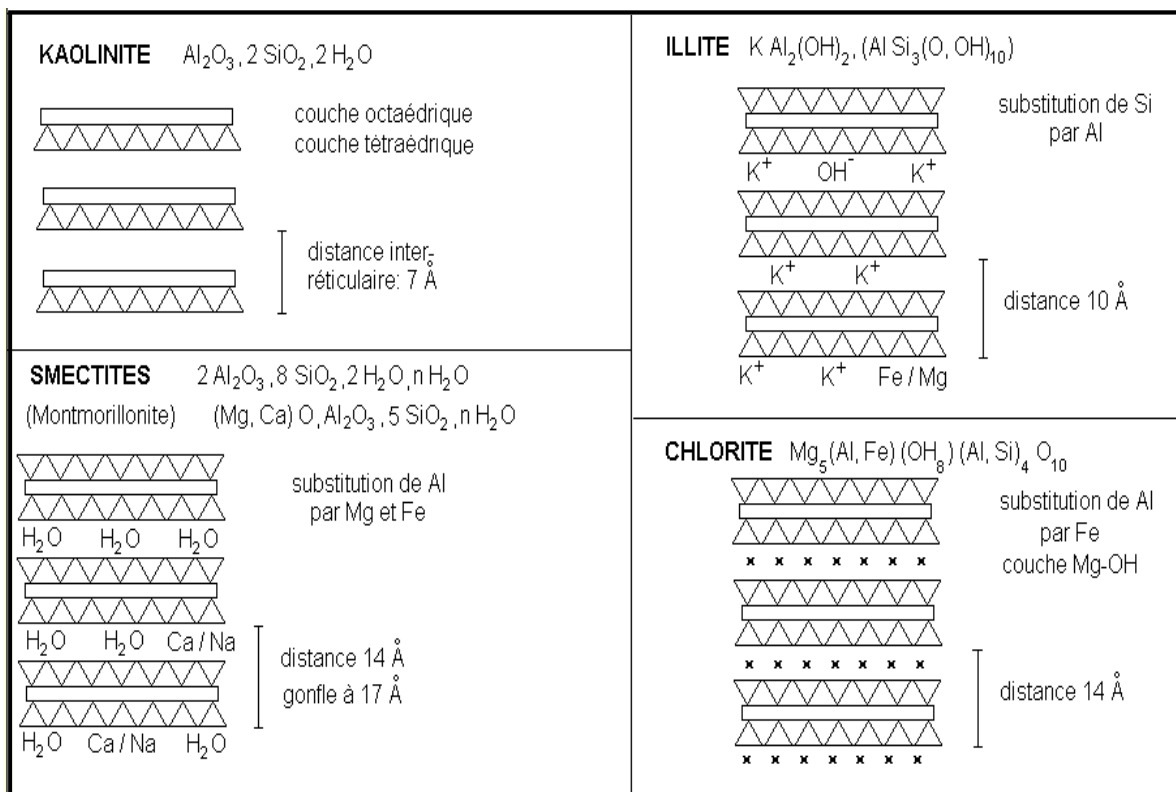 KAOLINITE Al₂O₃, 2 SiO₂, 2 H₂O
couche octaédrique
couche tétraédrique
distance inter-
réticulaire: 7 Å
SMECTITES 2 Al₂O₃, 8 SiO₂, 2 H₂O, n H₂O
(Montmorillonite) (Mg, Ca) O, Al₂O₃, 5 SiO₂, n H₂O
substitution de Al
par Mg et Fe
H₂O H₂O H₂O
H₂O H₂O Ca / Na
distance 14 Å
gonfle à 17 Å
H₂O Ca / Na H₂O
ILLITE K Al₂(OH)₂, (Al Si₃(O, OH)₁₀)
substitution de Si
par Al
K⁺ OH⁻ K⁺
K⁺ K⁺
distance 10 Å
K⁺ K⁺ Fe / Mg
CHLORITE Mg₅(Al, Fe) (OH₈) (Al, Si)₄ O₁₀
substitution de Al
par Fe
couche Mg-OH
distance 14 Å